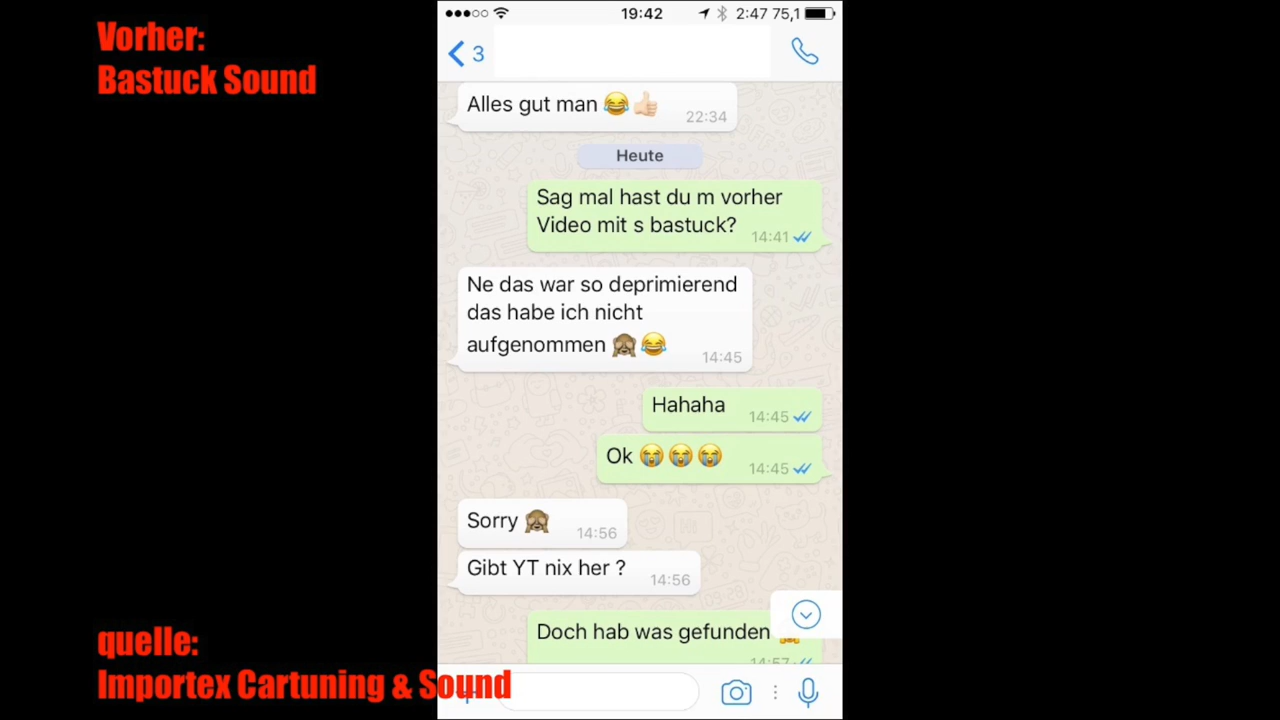 Vorher:
Bastuck Sound
19:42
2:47 75,1
3
Alles gut man 😂👍🏻
22:34
Heute
Sag mal hast du m vorher
Video mit s bastuck?
14:41
Ne das war so deprimierend
das habe ich nicht
aufgenommen 🙈😂
14:45
Hahaha
14:45
Ok 😭😭😭
14:45
Sorry 🙈
14:56
Gibt YT nix her ?
14:56
Doch hab was gefunden
14:57
quelle:
Importex Cartuning & Sound